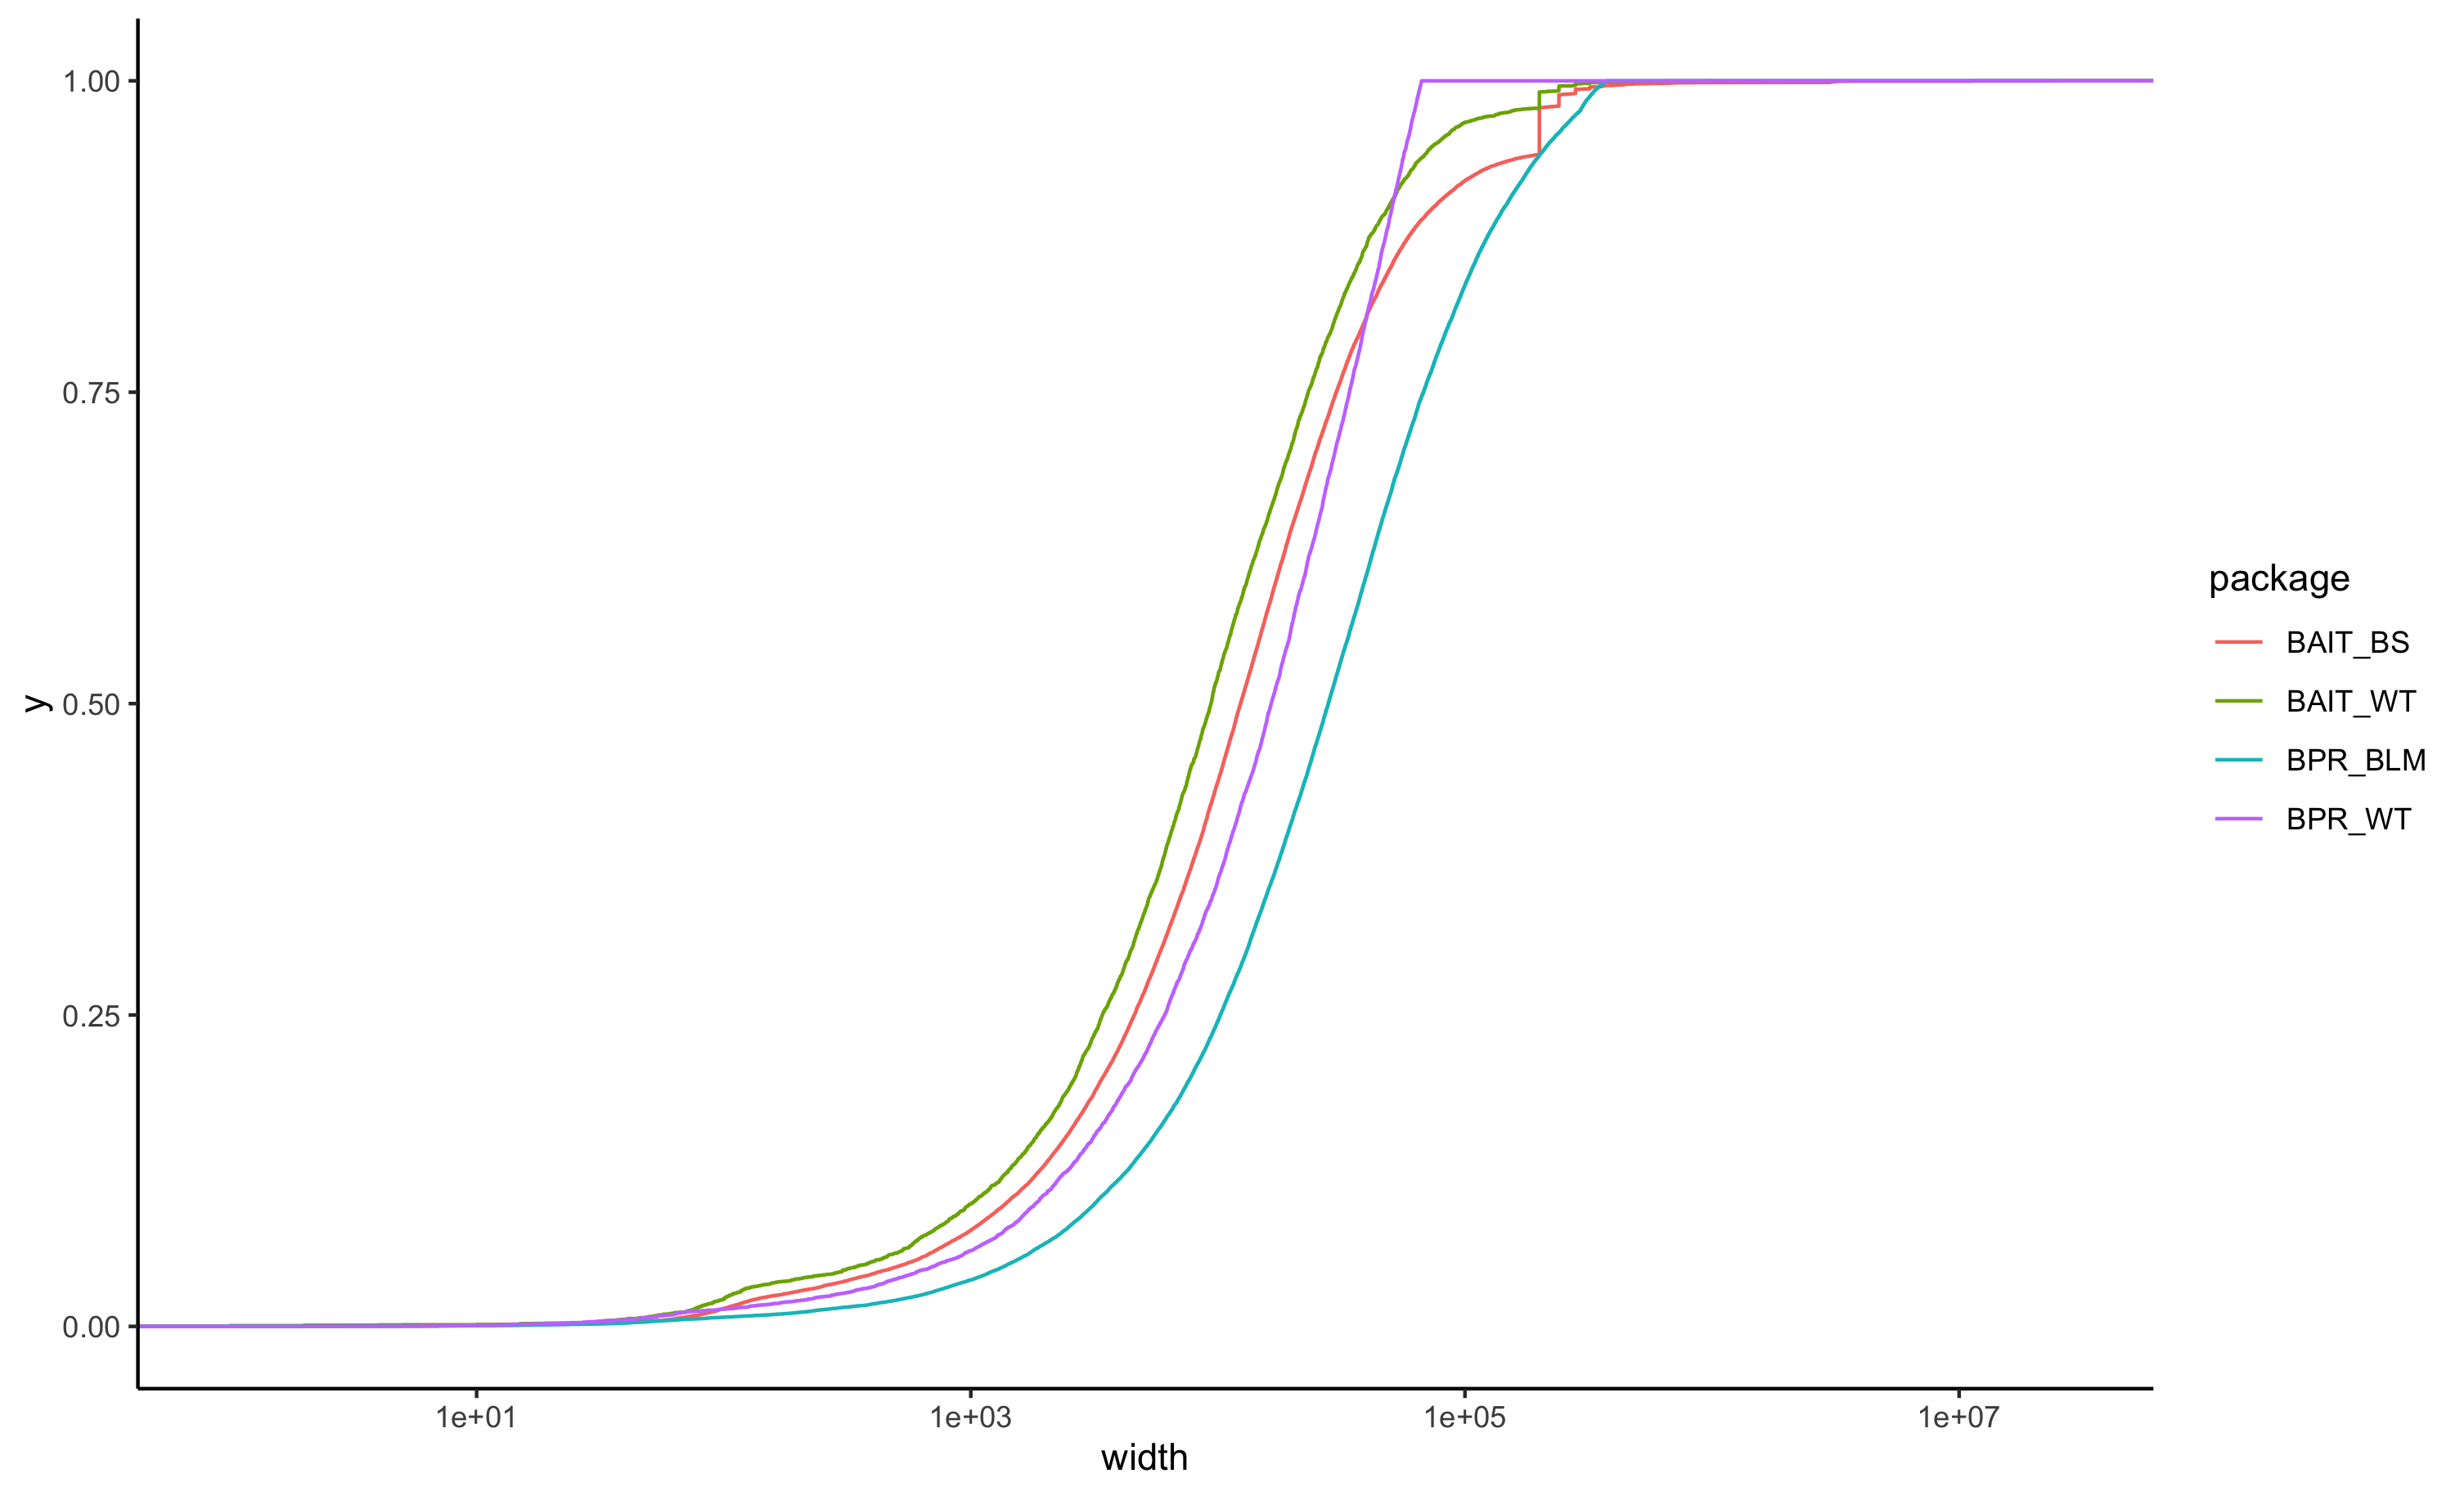 1.00
0.75
0.50
0.25
0.00
y
1e+01
1e+03
1e+05
1e+07
width
package
BAIT_BS
BAIT_WT
BPR_BLM
BPR_WT